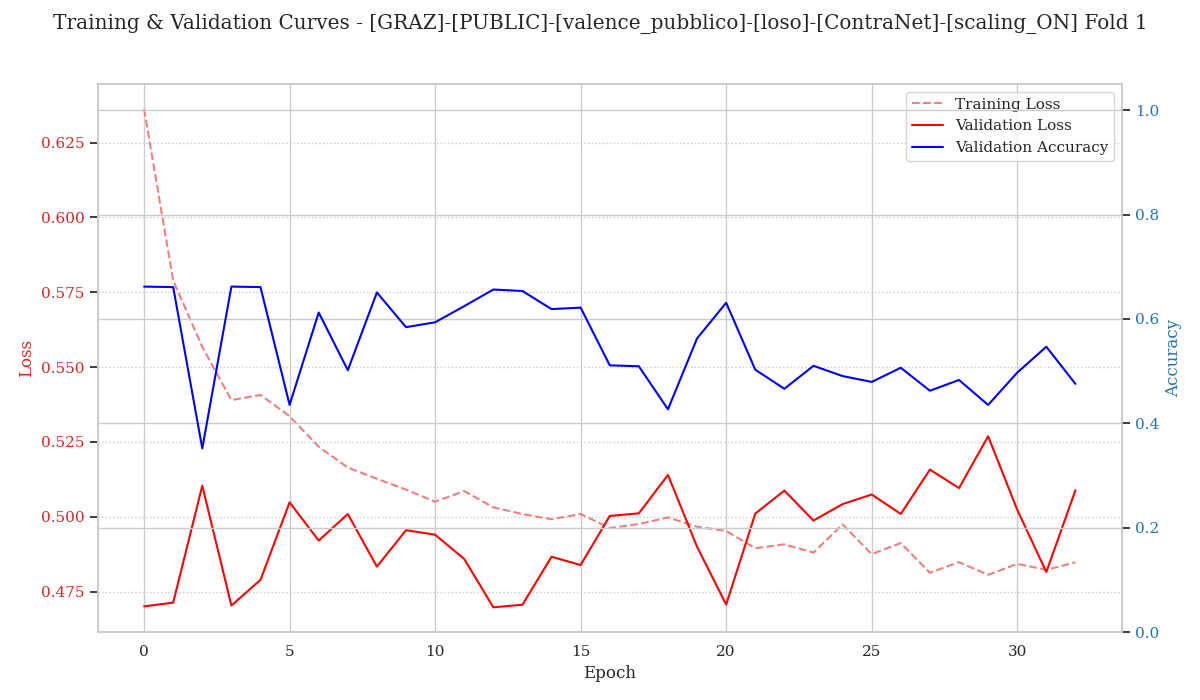 Training & Validation Curves - [GRAZ]-[PUBLIC]-[valence_pubblico]-[loso]-[ContraNet]-[scaling_ON] Fold 1
Training Loss
Validation Loss
Validation Accuracy
0.625
0.600
0.575
0.550
0.525
0.500
0.475
Loss
1.0
0.8
0.6
0.4
0.2
0.0
Accuracy
0 5 10 15 20 25 30
Epoch